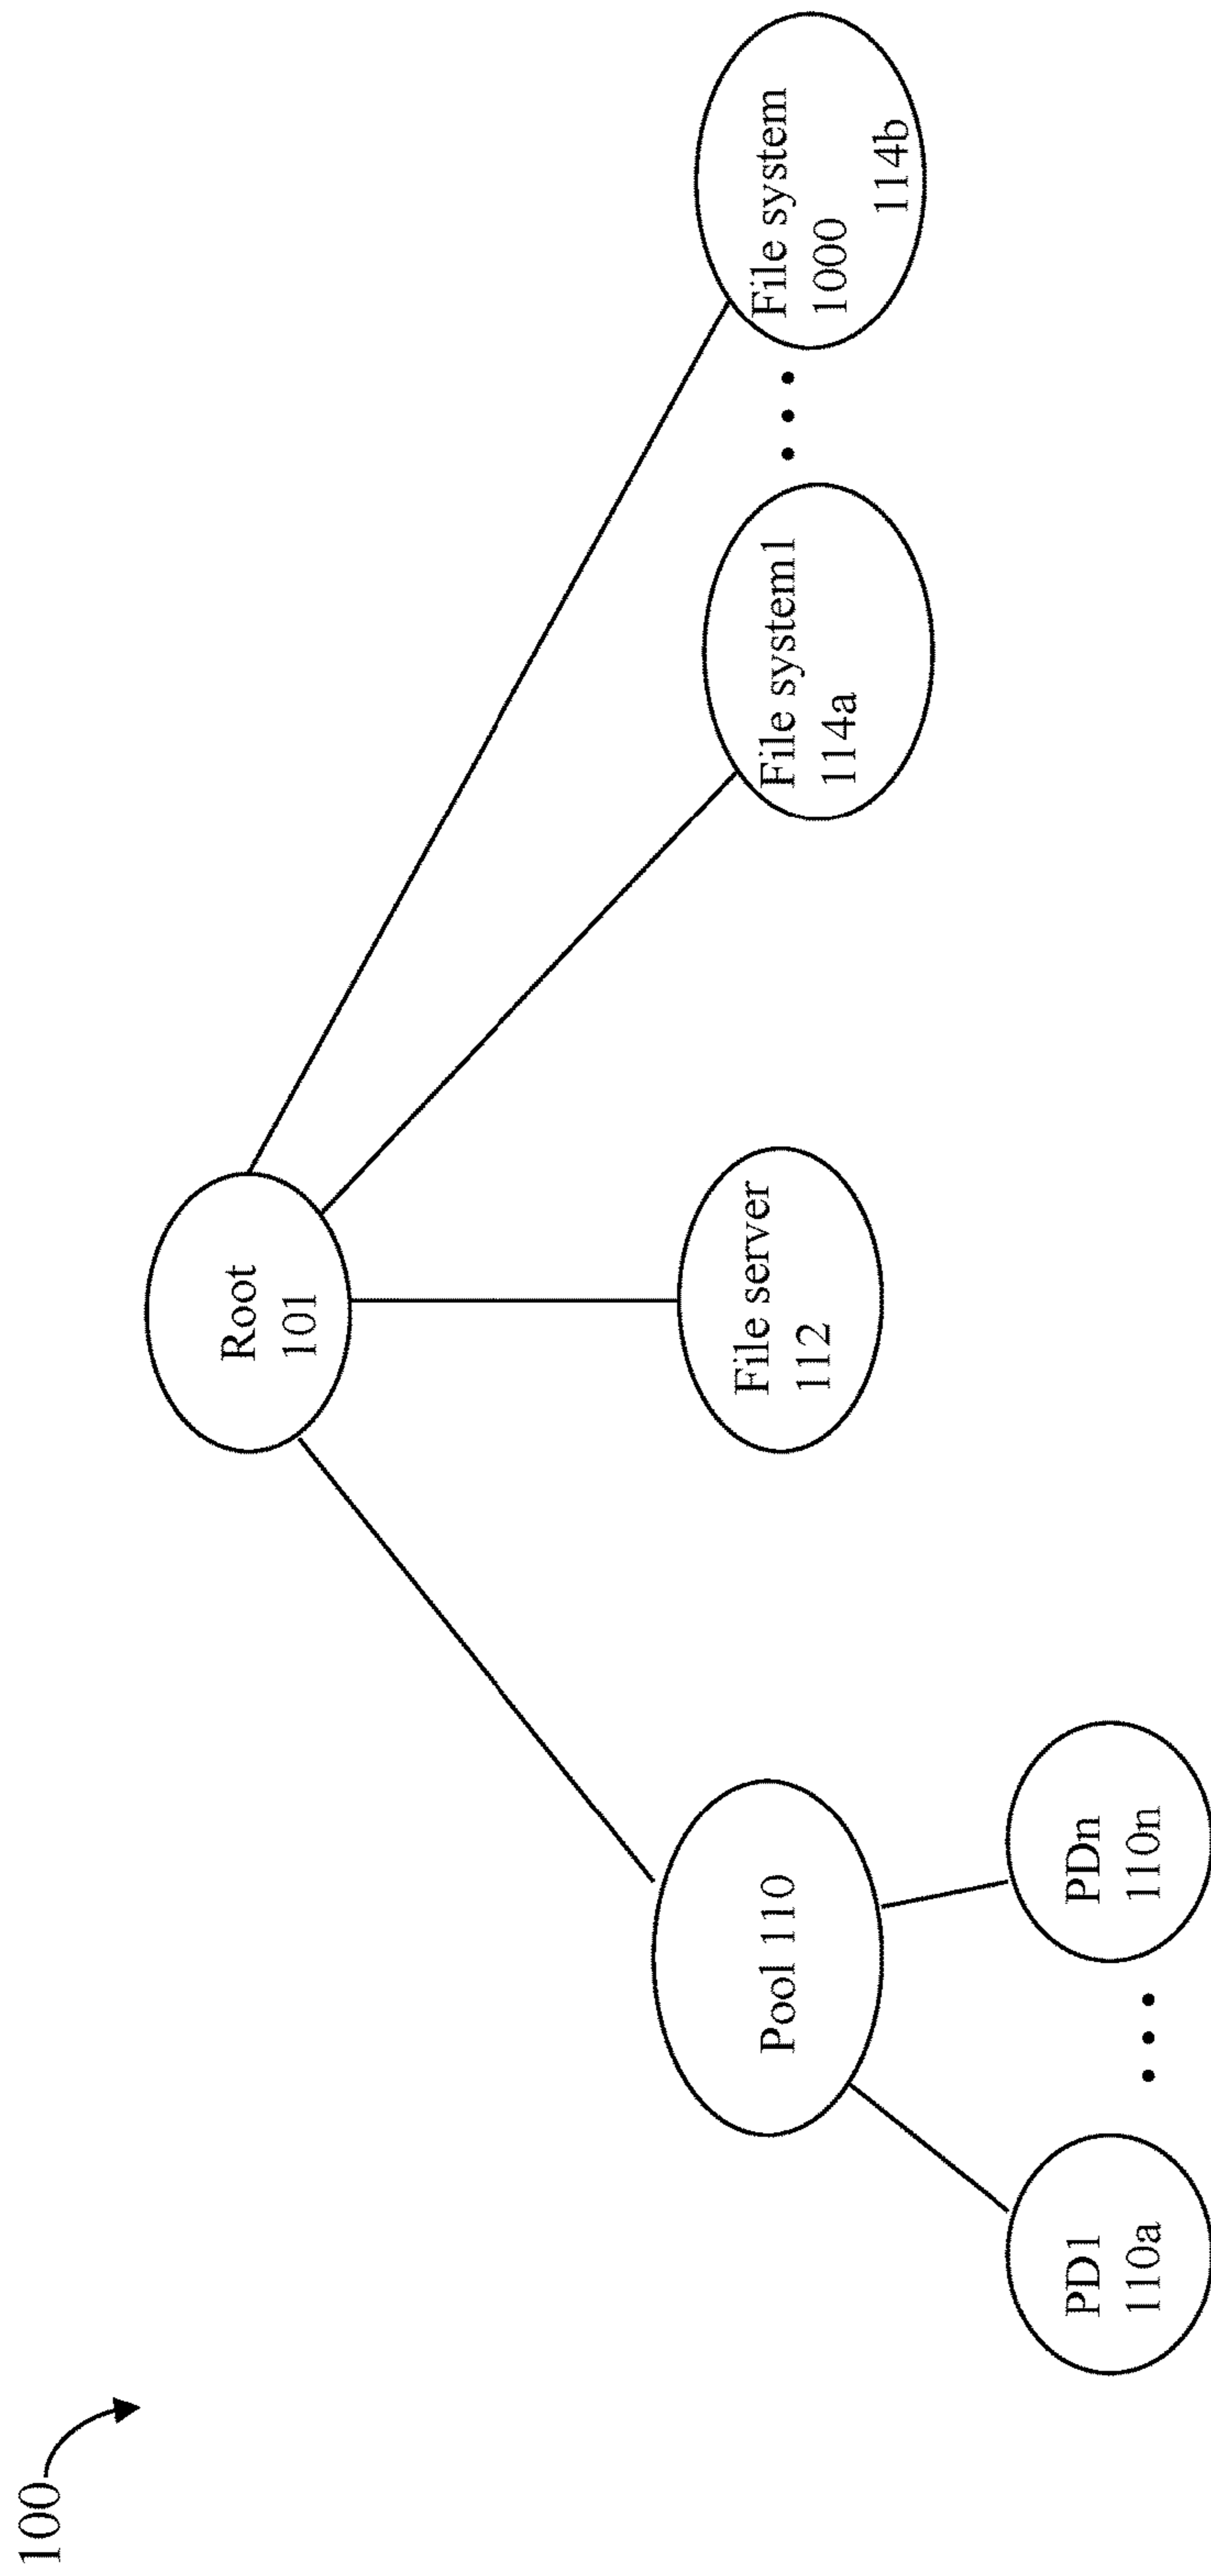 100
Root
101
Pool 110
File server
112
File system1
114a
File system
1000
114b
PD1
110a
PDn
110n